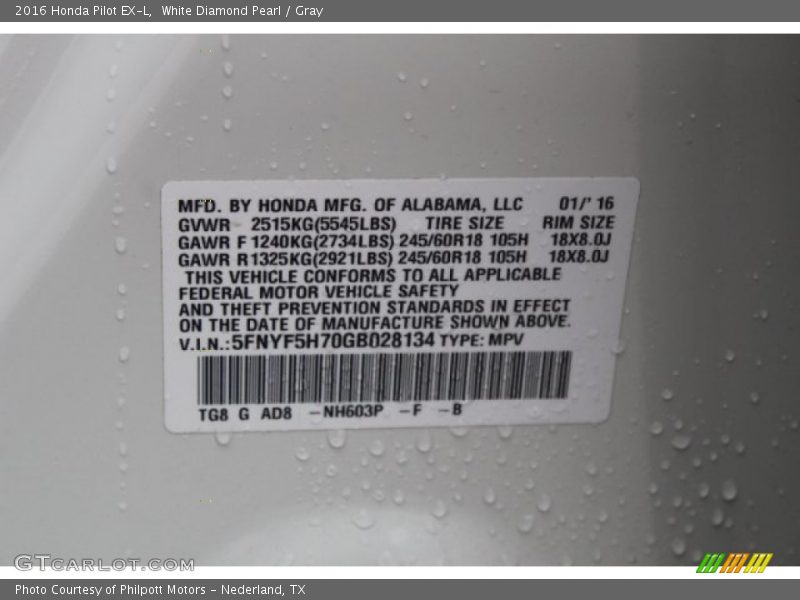 2016 Honda Pilot EX-L, White Diamond Pearl / Gray
MFD. BY HONDA MFG. OF ALABAMA, LLC 01/' 16
GVWR 2515KG(5545LBS) TIRE SIZE RIM SIZE
GAWR F 1240KG(2734LBS) 245/60R18 105H 18X8.0J
GAWR R1325KG(2921LBS) 245/60R18 105H 18X8.0J
THIS VEHICLE CONFORMS TO ALL APPLICABLE
FEDERAL MOTOR VEHICLE SAFETY
AND THEFT PREVENTION STANDARDS IN EFFECT
ON THE DATE OF MANUFACTURE SHOWN ABOVE.
V.I.N.:5FNYF5H70GB028134 TYPE: MPV
TG8 G AD8 -NH603P -F -B
GTcarlot.com
Photo Courtesy of Philpott Motors - Nederland, TX